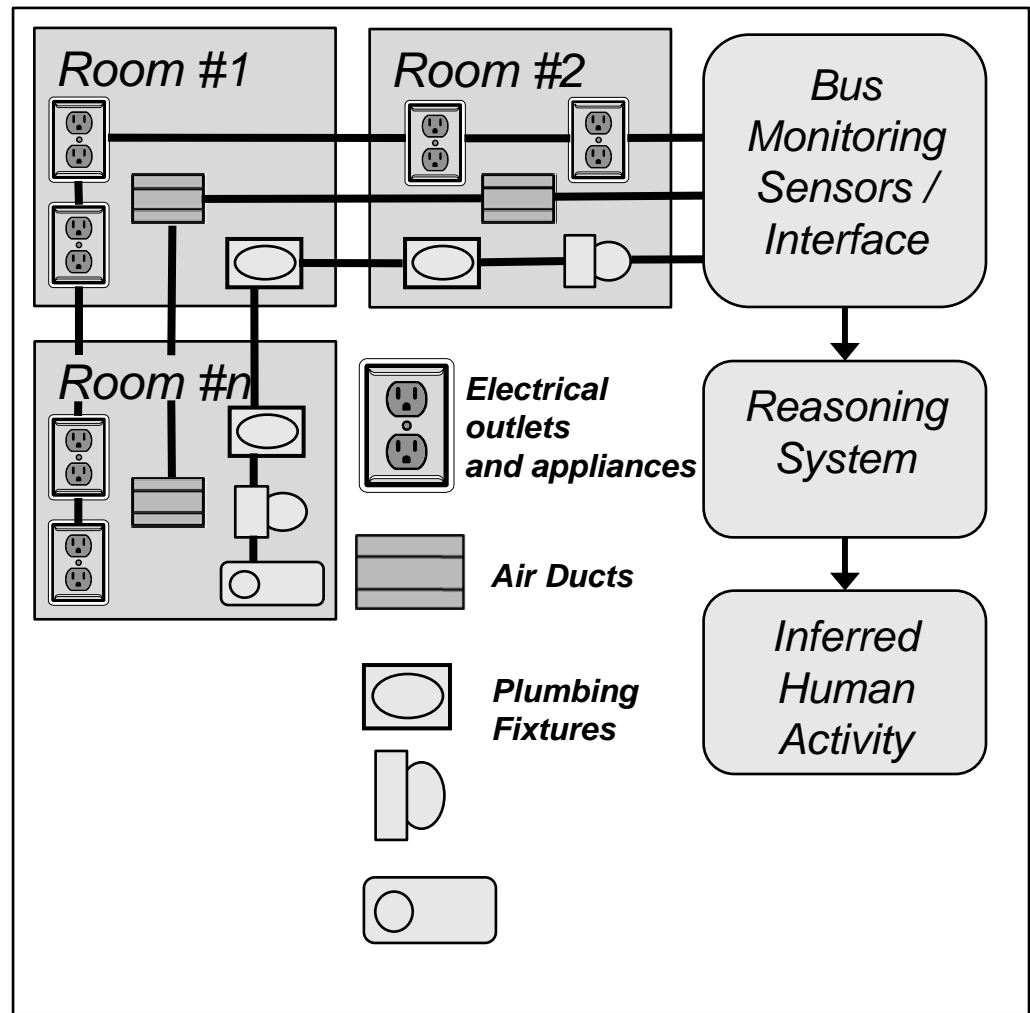 Room #1
Room #2
Bus
Monitoring
Sensors /
Interface
Room #n
Electrical
outlets
and appliances
Reasoning
System
Air Ducts
Plumbing
Fixtures
Inferred
Human
Activity